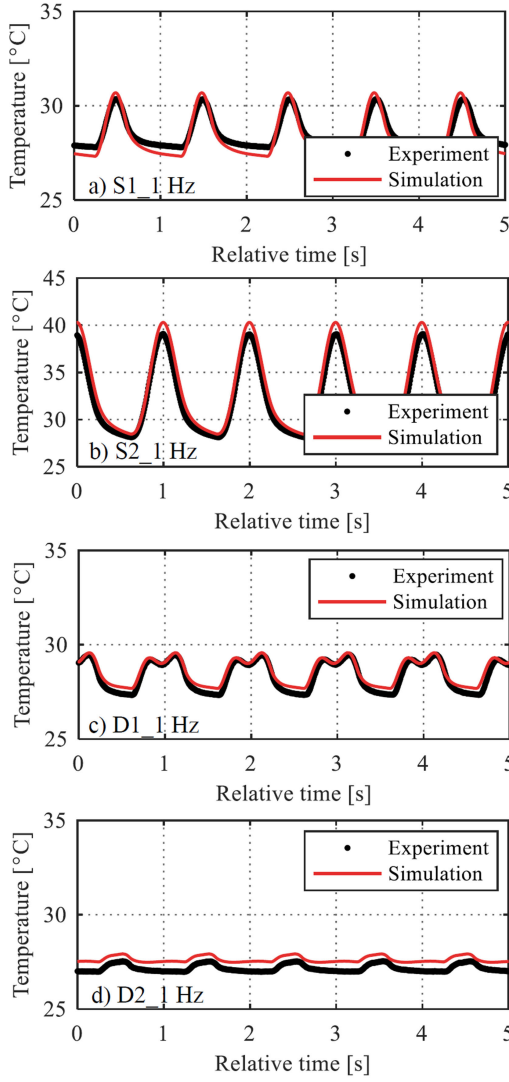 Temperature [°C]
35
30
25
Experiment
Simulation
a) S1_1 Hz
0 1 2 3 4 5
Relative time [s]
Temperature [°C]
45
40
35
30
25
Experiment
Simulation
b) S2_1 Hz
0 1 2 3 4 5
Relative time [s]
Temperature [°C]
35
30
25
Experiment
Simulation
c) D1_1 Hz
0 1 2 3 4 5
Relative time [s]
Temperature [°C]
35
30
25
Experiment
Simulation
d) D2_1 Hz
0 1 2 3 4 5
Relative time [s]